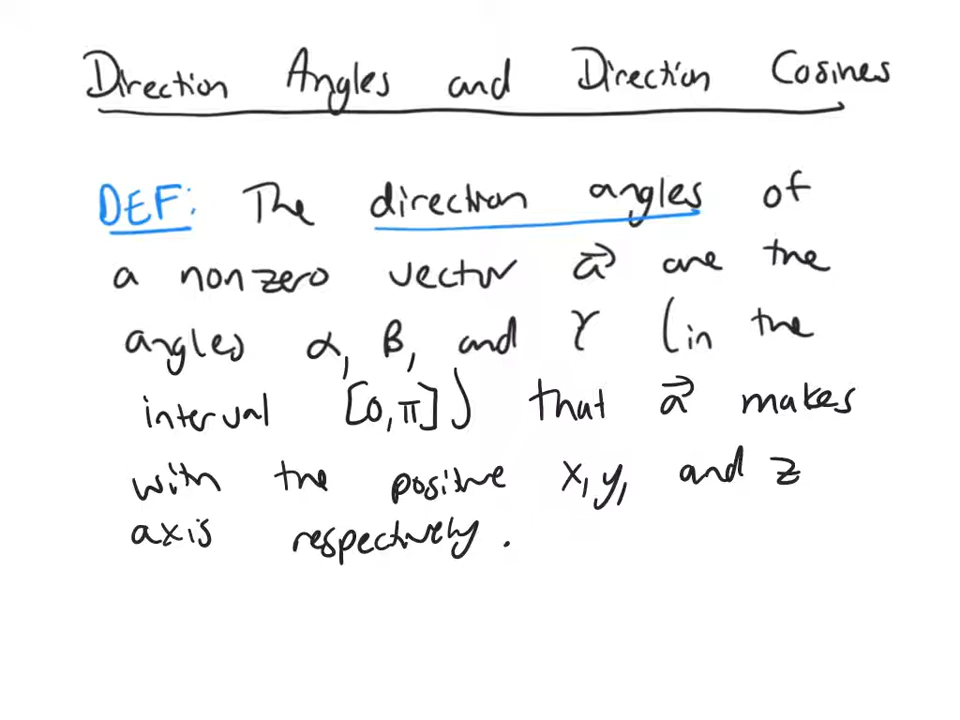 Direction Angles and Direction Cosines
DEF: The direction angles of
a nonzero vector a⃗ are the
angles α, β, and γ (in the
interval [0,π]) that a⃗ makes
with the positive x, y, and z
axis respectively.